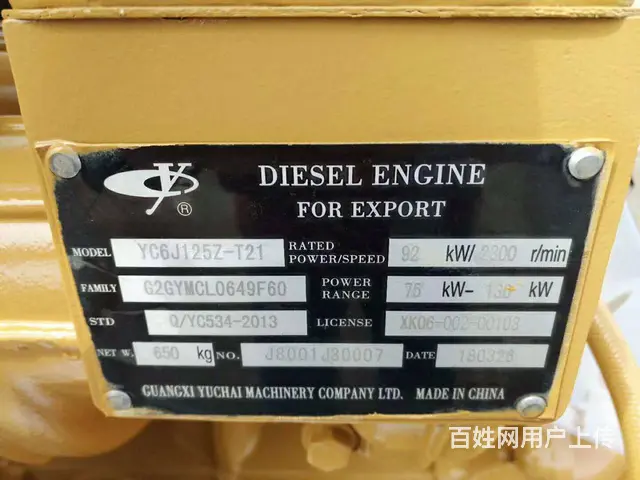 DIESEL ENGINE
FOR EXPORT
MODEL YC6J125Z-T21 RATED POWER/SPEED 92 kW/ 2300 r/min
FAMILY G2GYMCL0649F60 POWER RANGE 75 kW- kW
STD Q/YC534-2013 LICENSE XK06-002-00103
NET W. 650 kg NO. J8001J30007 DATE 180326
GUANGXI YUCHAI MACHINERY COMPANY LTD. MADE IN CHINA
百姓网用户上传